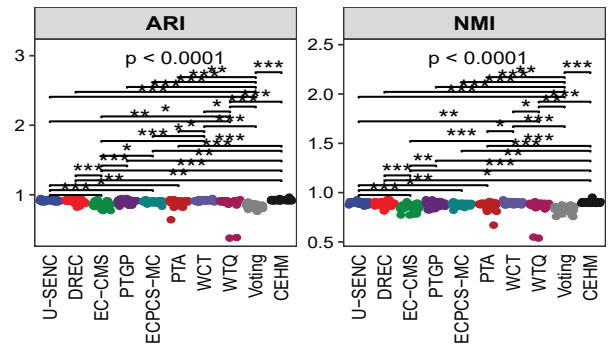 ARI
NMI
p < 0.0001
p < 0.0001
3
2
1
2.5
2.0
1.5
1.0
0.5
U-SENC
DREC
EC-CMS
PTGP
ECPCS-MC
PTA
WCT
WTQ
Voting
CEHM
U-SENC
DREC
EC-CMS
PTGP
ECPCS-MC
PTA
WCT
WTQ
Voting
CEHM